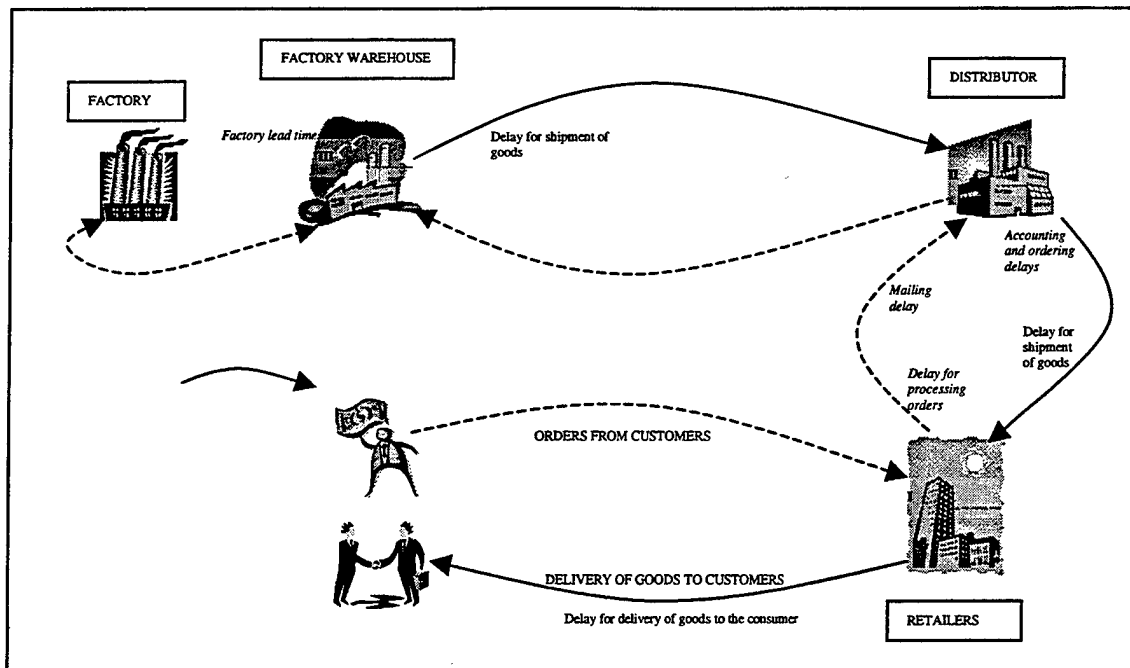 FACTORY WAREHOUSE
DISTRIBUTOR
FACTORY
Factory lead time
Delay for shipment of
goods
Accounting
and ordering
delays
Mailing
delay
Delay for
shipment
of goods
Delay for
processing
orders
ORDERS FROM CUSTOMERS
DELIVERY OF GOODS TO CUSTOMERS
Delay for delivery of goods to the consumer
RETAILERS